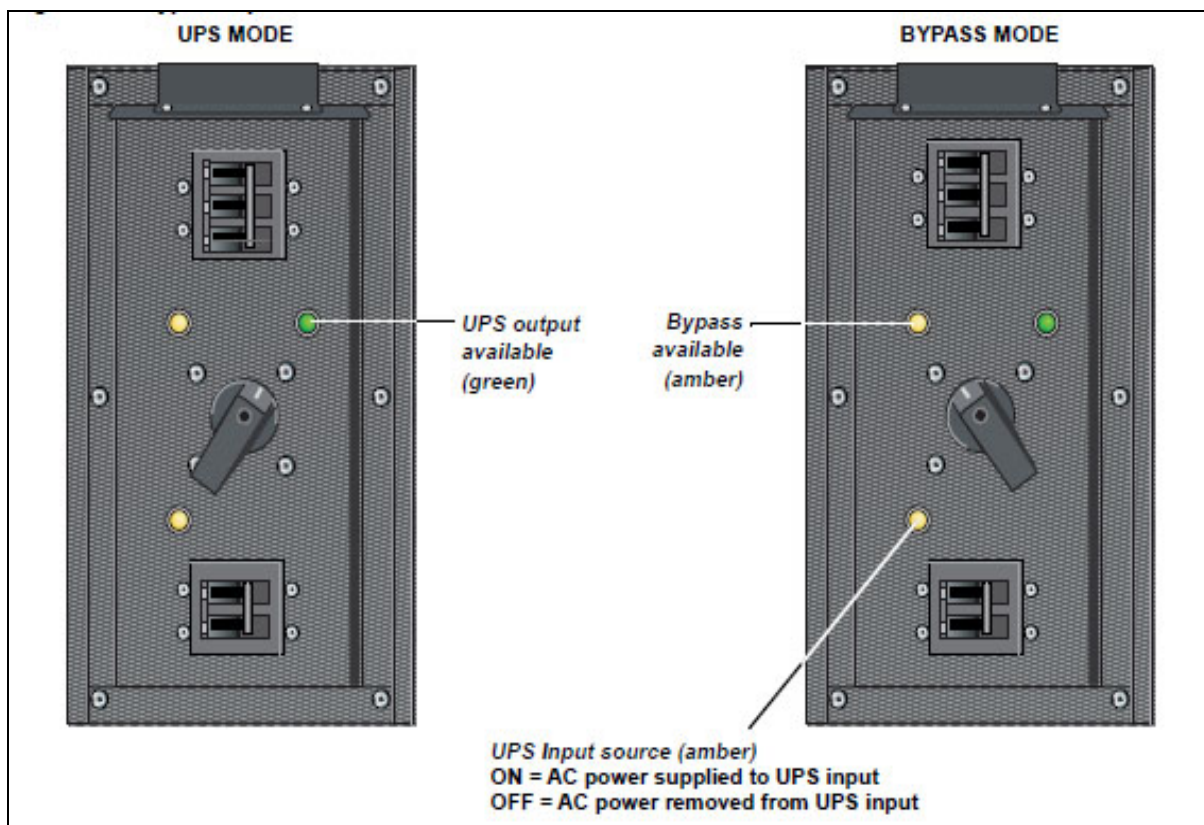 UPS MODE
BYPASS MODE
UPS output
available
(green)
Bypass
available
(amber)
UPS Input source (amber)
ON = AC power supplied to UPS input
OFF = AC power removed from UPS input